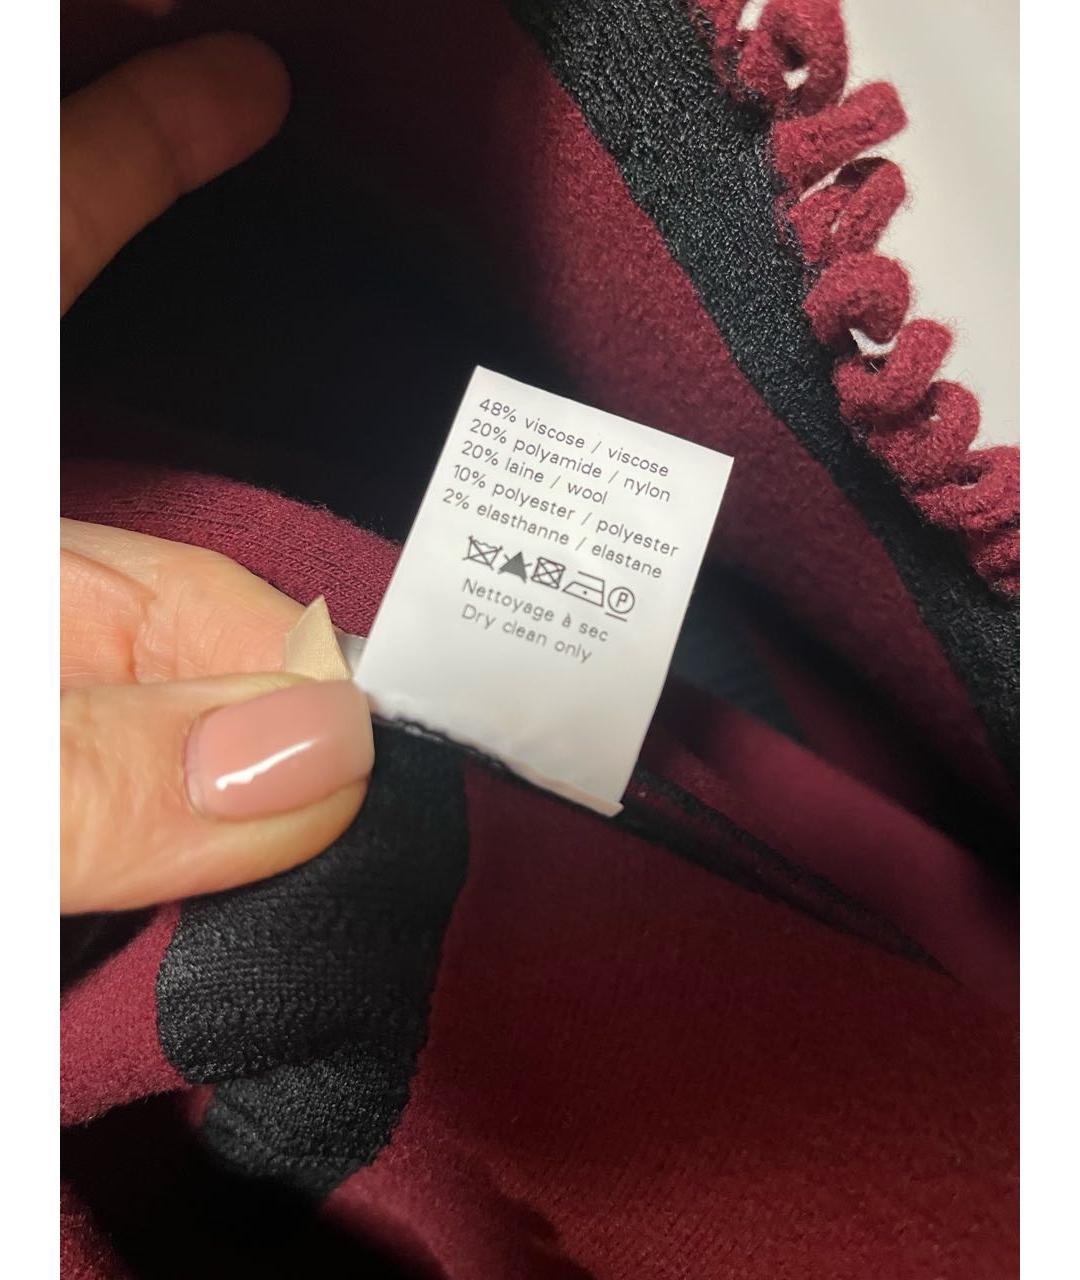 48% viscose / viscose
20% polyamide / nylon
20% laine / wool
10% polyester / polyester
2% elasthanne / elastane
P
Nettoyage à sec
Dry clean only